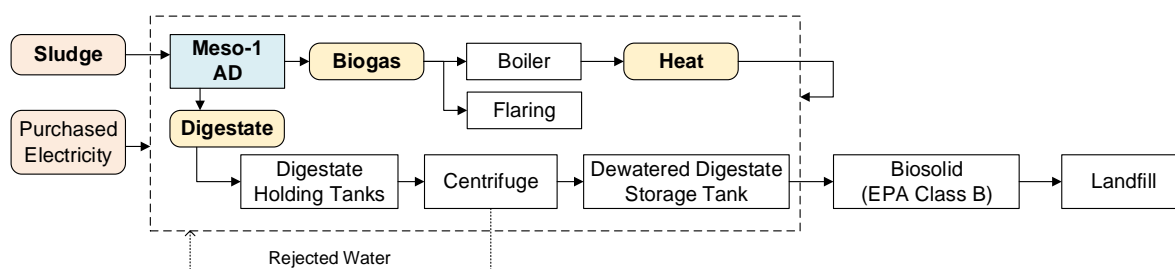 Sludge
Meso-1
AD
Biogas
Boiler
Heat
Flaring
Purchased
Electricity
Digestate
Digestate
Holding Tanks
Centrifuge
Dewatered Digestate
Storage Tank
Biosolid
(EPA Class B)
Landfill
Rejected Water